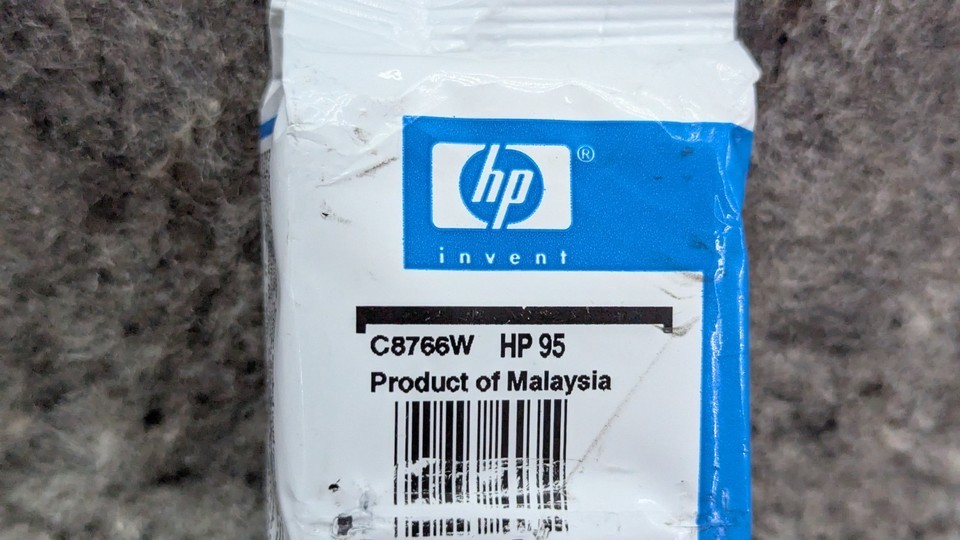 hp®
invent
C8766W HP 95
Product of Malaysia